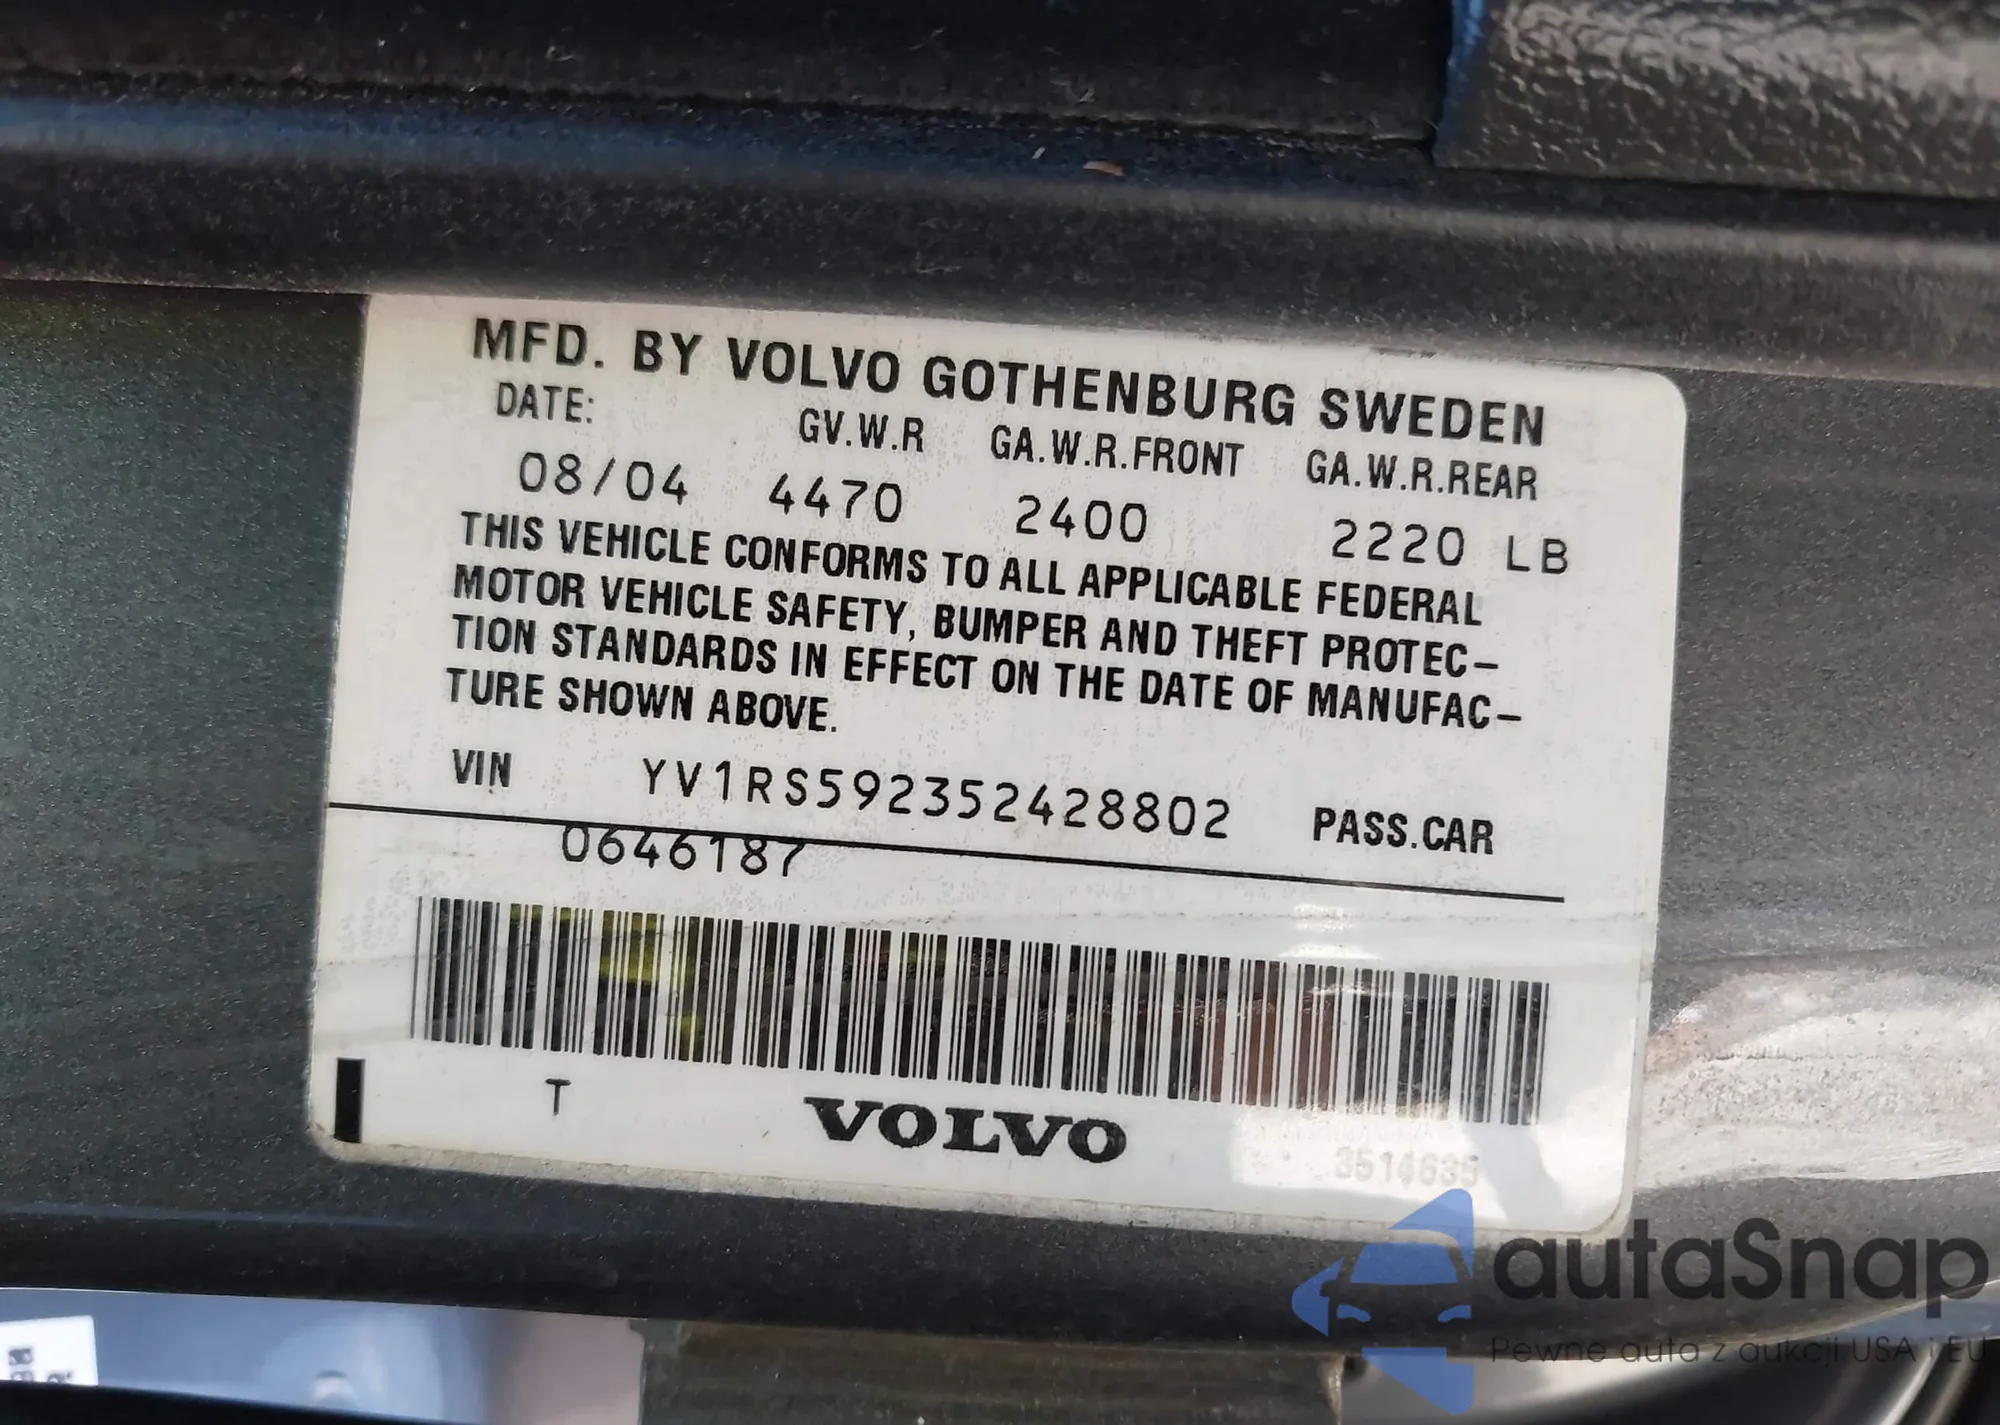 MFD. BY VOLVO GOTHENBURG SWEDEN
DATE: GV.W.R GA.W.R.FRONT GA.W.R.REAR
08/04 4470 2400 2220 LB
THIS VEHICLE CONFORMS TO ALL APPLICABLE FEDERAL
MOTOR VEHICLE SAFETY, BUMPER AND THEFT PROTEC-
TION STANDARDS IN EFFECT ON THE DATE OF MANUFAC-
TURE SHOWN ABOVE.
VIN YV1RS592352428802 PASS.CAR
0646187
T VOLVO
3514635
autaSnap
Pewne auta z aukcji USA i EU